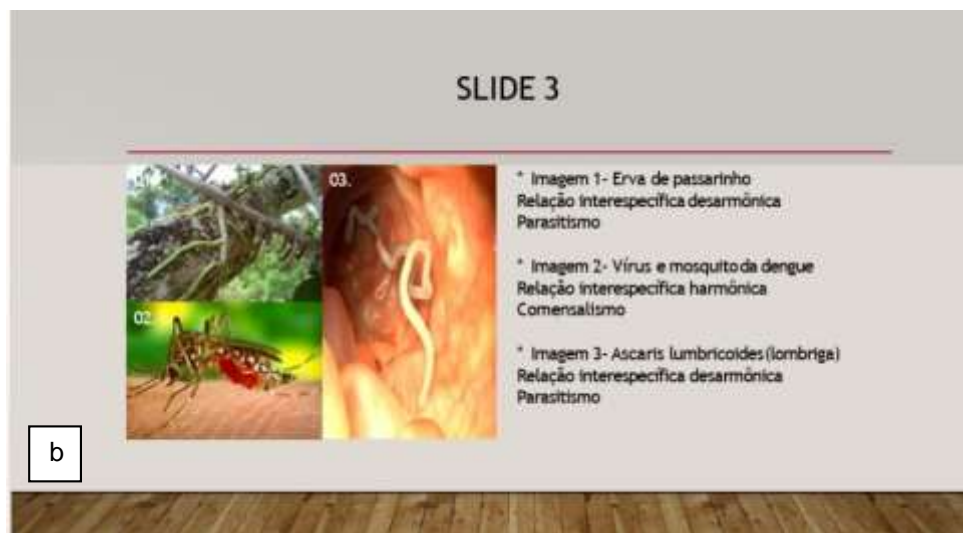 SLIDE 3
01.
02.
03.
* Imagem 1- Erva de passarinho
Relação interespecífica desarmônica
Parasitismo
* Imagem 2- Vírus e mosquito da dengue
Relação interespecífica harmônica
Comensalismo
* Imagem 3- Ascaris lumbricoides (lombriga)
Relação interespecífica desarmônica
Parasitismo
b